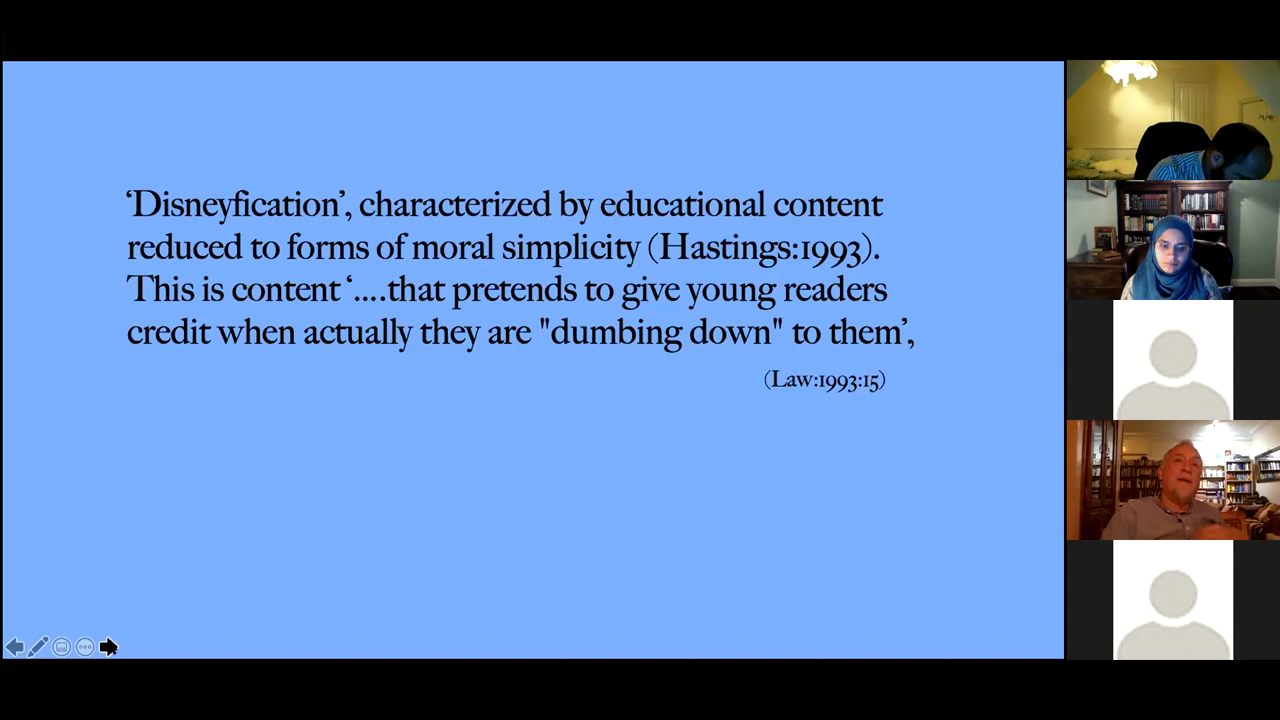 ‘Disneyfication’, characterized by educational content
reduced to forms of moral simplicity (Hastings:1993).
This is content ‘....that pretends to give young readers
credit when actually they are "dumbing down" to them’,
(Law:1993:15)